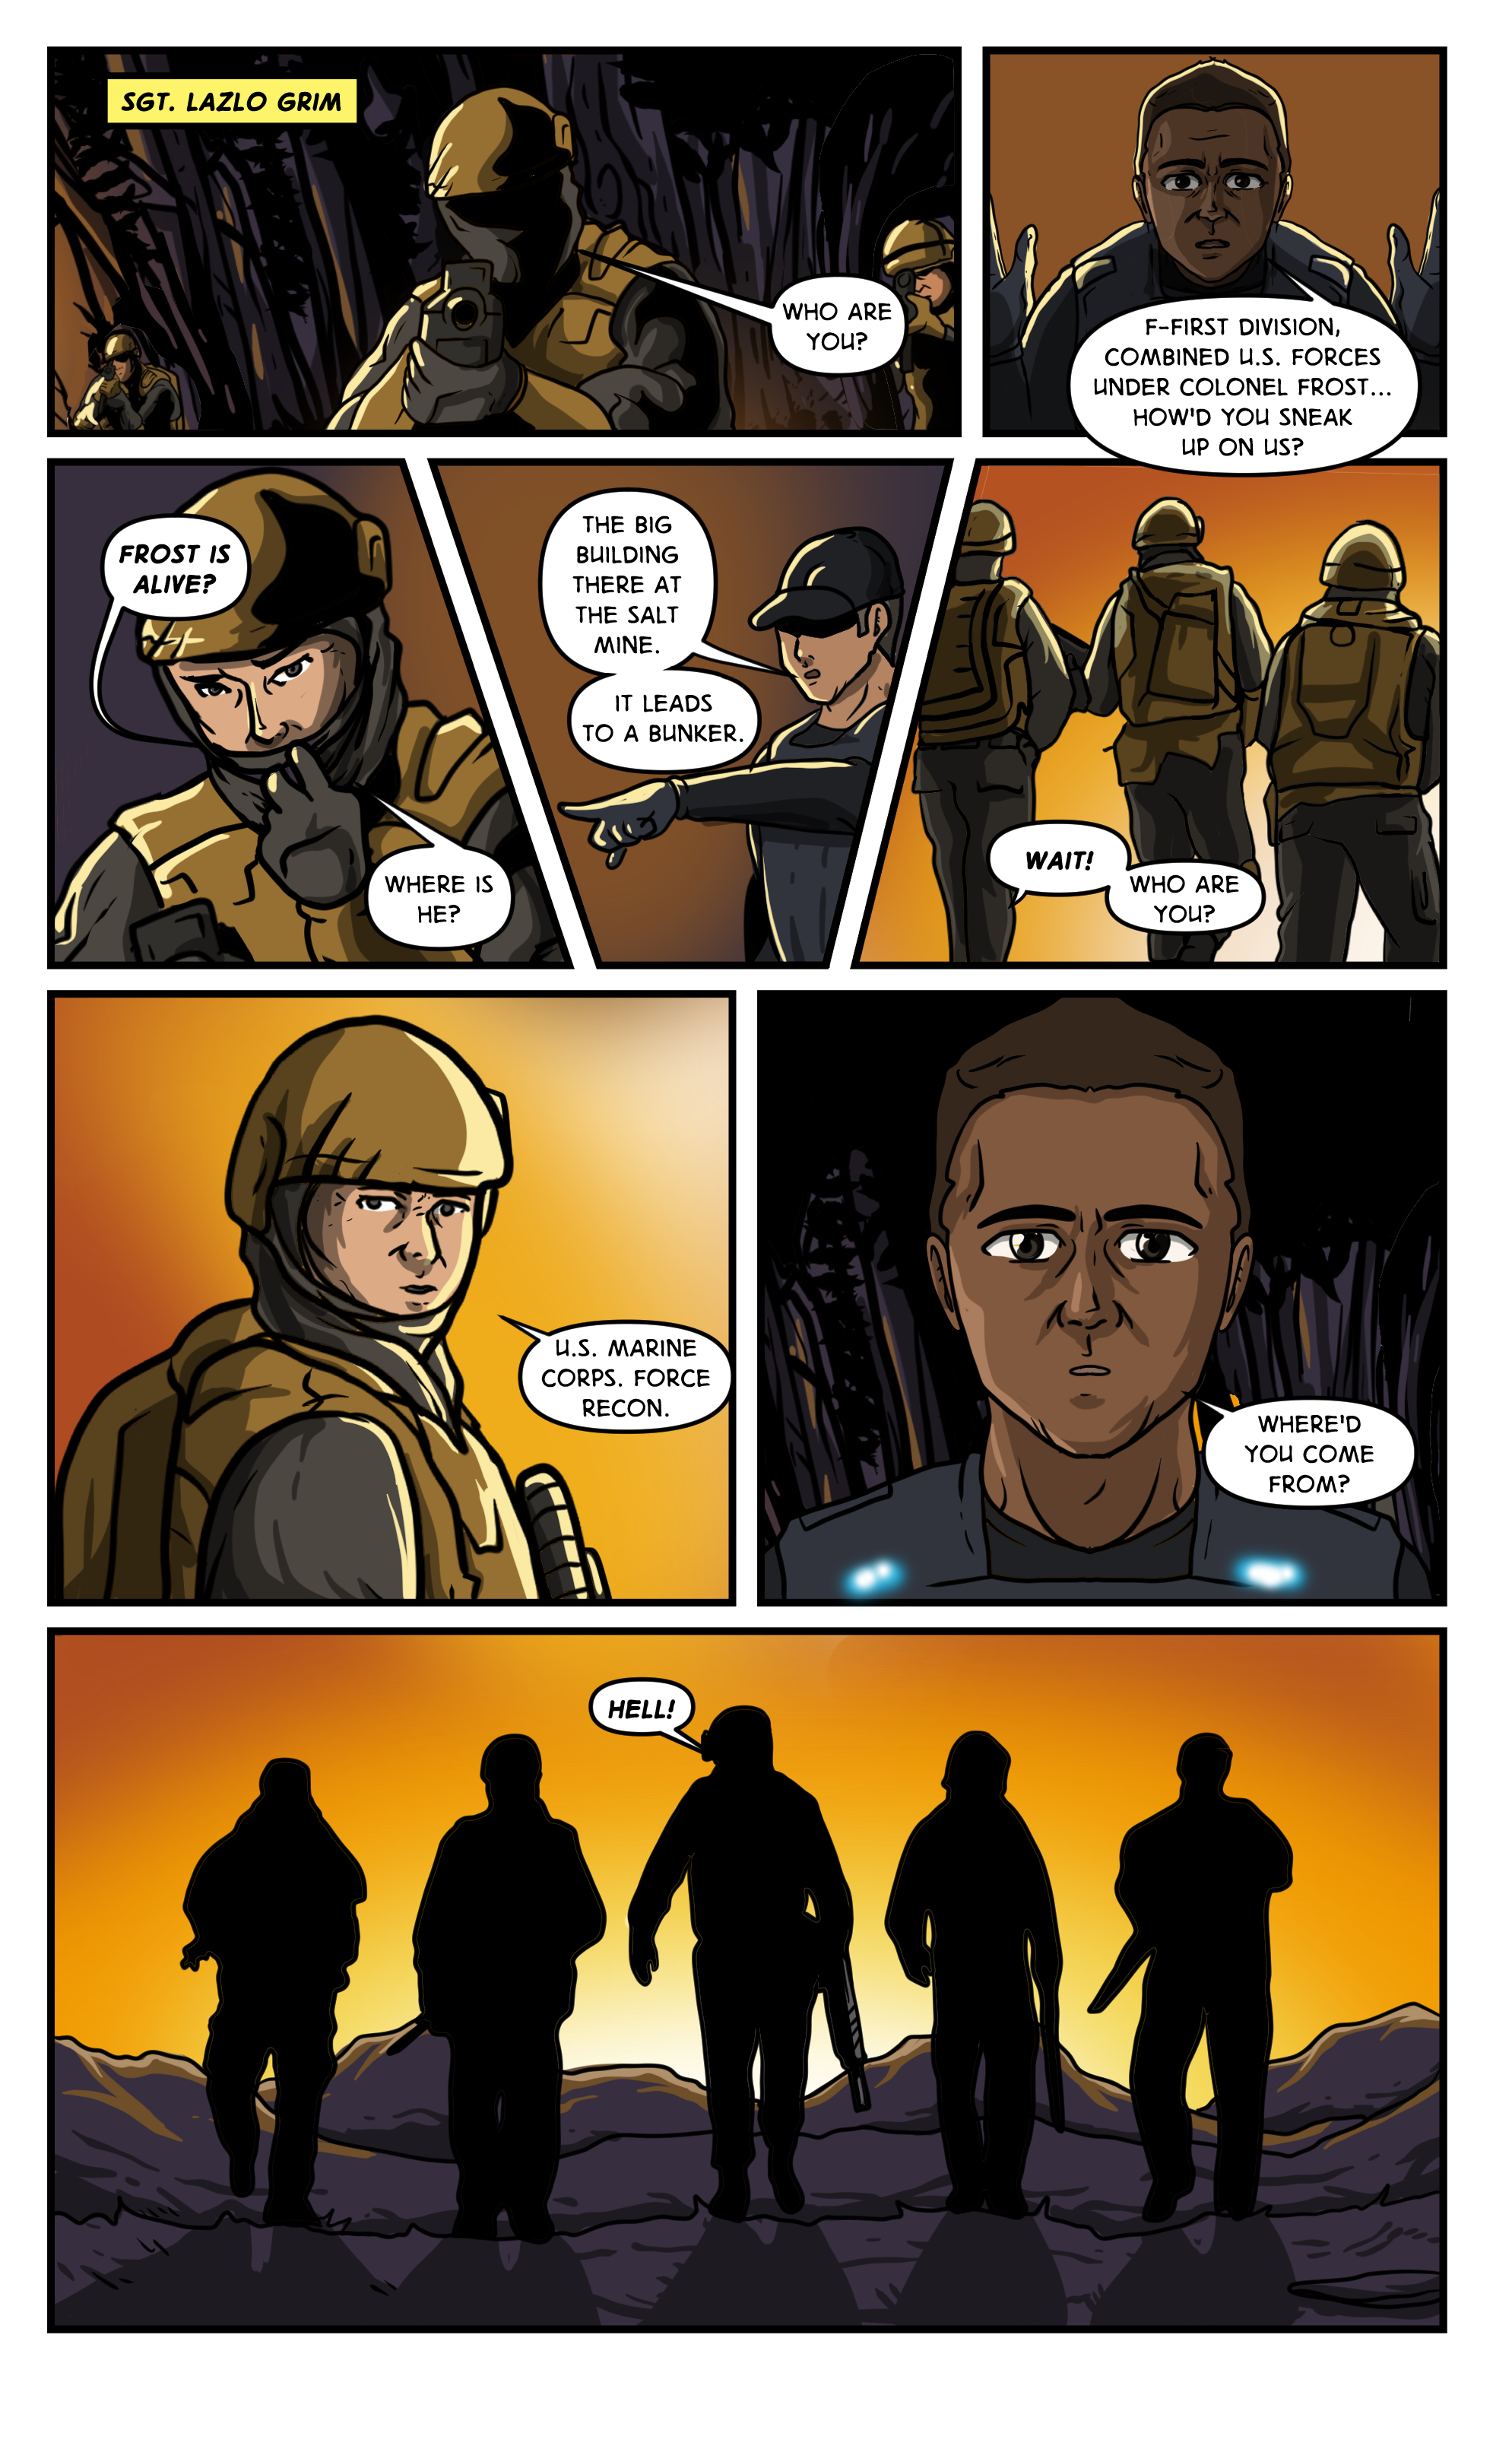 SGT. LAZLO GRIM
WHO ARE
YOU?
F-FIRST DIVISION,
COMBINED U.S. FORCES
UNDER COLONEL FROST...
HOW'D YOU SNEAK
UP ON US?
FROST IS
ALIVE?
WHERE IS
HE?
THE BIG
BUILDING
THERE AT
THE SALT
MINE.
IT LEADS
TO A BUNKER.
WAIT!
WHO ARE
YOU?
U.S. MARINE
CORPS. FORCE
RECON.
WHERE'D
YOU COME
FROM?
HELL!